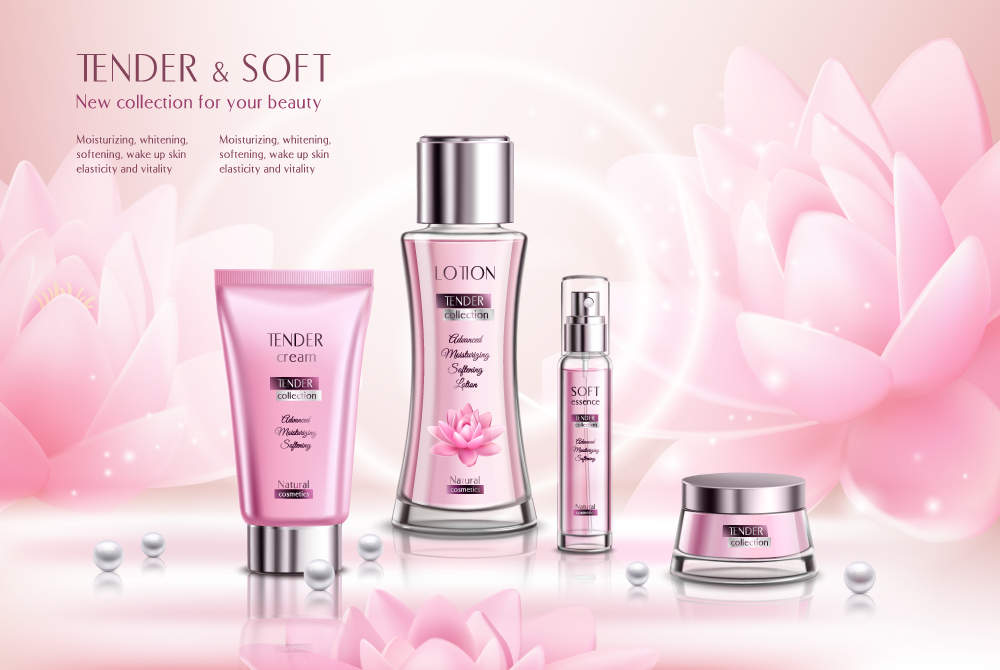 TENDER & SOFT
New collection for your beauty
Moisturizing, whitening,
softening, wake up skin
elasticity and vitality
Moisturizing, whitening,
softening, wake up skin
elasticity and vitality
TENDER
cream
TENDER
collection
Advanced
Moisturizing
Softening
Natural
cosmetics
LOTION
TENDER
collection
Advanced
Moisturizing
Softening
Lotion
Natural
cosmetics
SOFT
essence
TENDER
collection
Advanced
Moisturizing
Softening
Natural
cosmetics
TENDER
collection